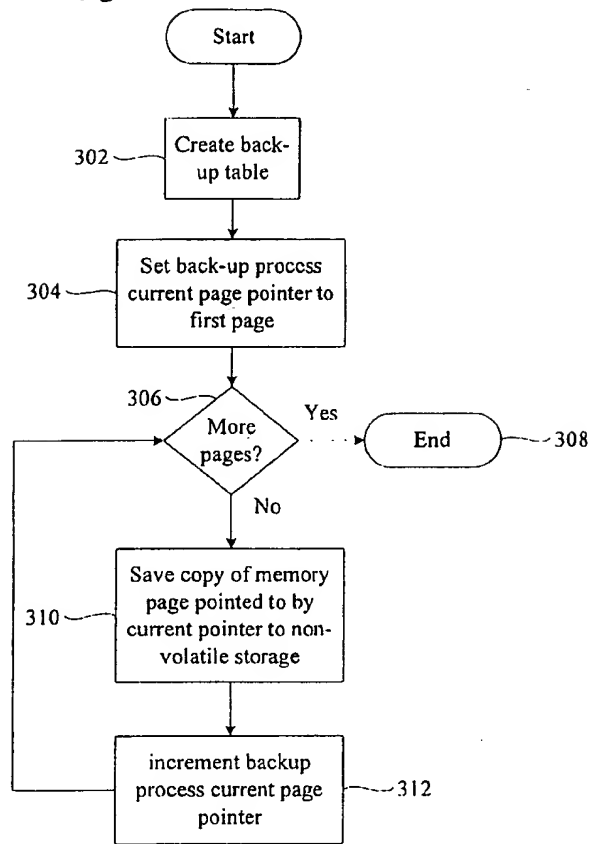 Start
302
Create back-
up table
304
Set back-up process
current page pointer to
first page
306
More
pages?
Yes
End
308
No
310
Save copy of memory
page pointed to by
current pointer to non-
volatile storage
increment backup
process current page
pointer
312